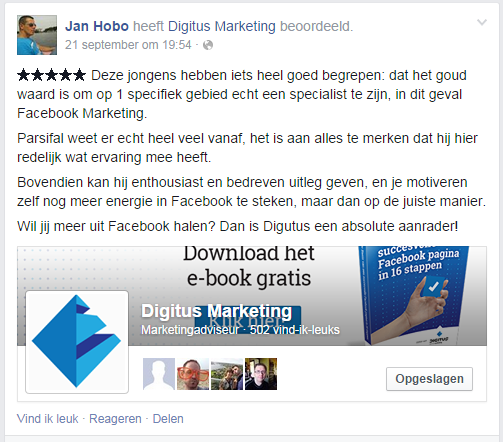 Jan Hobo heeft Digitus Marketing beoordeeld.
21 september om 19:54 ·
★★★★★ Deze jongens hebben iets heel goed begrepen: dat het goud
waard is om op 1 specifiek gebied echt een specialist te zijn, in dit geval
Facebook Marketing.
Parsifal weet er echt heel veel vanaf, het is aan alles te merken dat hij hier
redelijk wat ervaring mee heeft.
Bovendien kan hij enthousiast en bedreven uitleg geven, en je motiveren
zelf nog meer energie in Facebook te steken, maar dan op de juiste manier.
Wil jij meer uit Facebook halen? Dan is Digutus een absolute aanrader!
Download het
e-book gratis
Klik hier
succesvolle
Facebook pagina
in 16 stappen
DIGITUS
Digitus Marketing
Marketingadviseur · 502 vind-ik-leuks
Opgeslagen
Vind ik leuk · Reageren · Delen